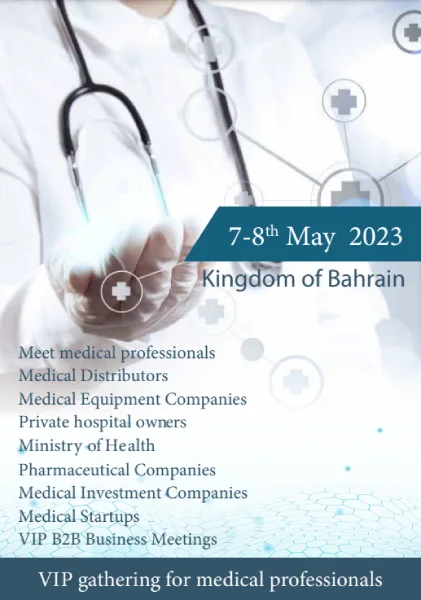 7-8th May 2023
Kingdom of Bahrain
Meet medical professionals
Medical Distributors
Medical Equipment Companies
Private hospital owners
Ministry of Health
Pharmaceutical Companies
Medical Investment Companies
Medical Startups
VIP B2B Business Meetings
VIP gathering for medical professionals